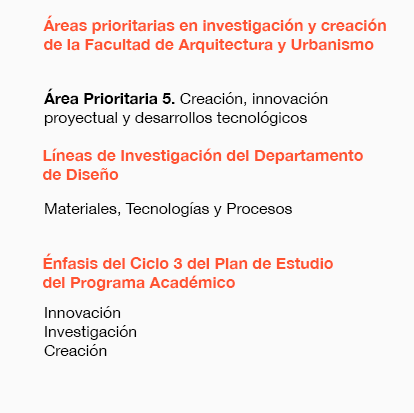 Áreas prioritarias en investigación y creación
de la Facultad de Arquitectura y Urbanismo
Área Prioritaria 5. Creación, innovación
proyectual y desarrollos tecnológicos
Líneas de Investigación del Departamento
de Diseño
Materiales, Tecnologías y Procesos
Énfasis del Ciclo 3 del Plan de Estudio
del Programa Académico
Innovación
Investigación
Creación